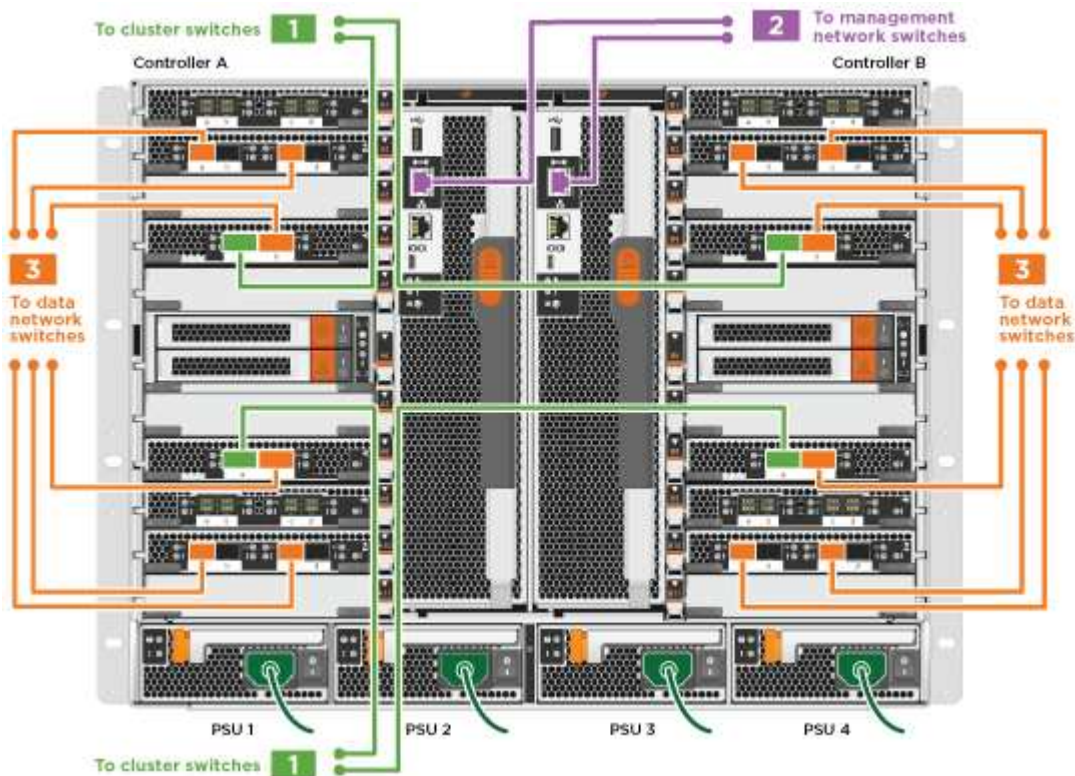 To cluster switches 1
2 To management
network switches
Controller A
Controller B
3
To data
network
switches
3
To data
network
switches
PSU 1
PSU 2
PSU 3
PSU 4
To cluster switches 1